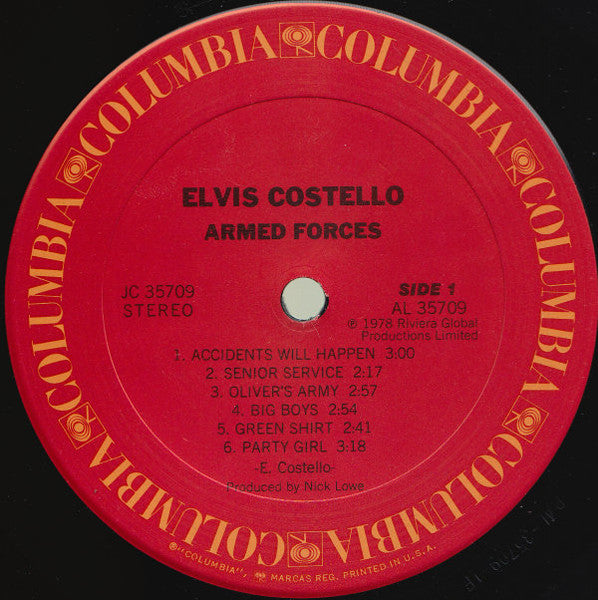 COLUMBIA COLUMBIA COLUMBIA COLUMBIA COLUMBIA COLUMBIA COLUMBIA COLUMBIA
ELVIS COSTELLO
ARMED FORCES
JC 35709
STEREO
SIDE 1
AL 35709
℗ 1978 Riviera Global
Productions Limited
1. ACCIDENTS WILL HAPPEN 3:00
2. SENIOR SERVICE 2:17
3. OLIVER'S ARMY 2:57
4. BIG BOYS 2:54
5. GREEN SHIRT 2:41
6. PARTY GIRL 3:18
-E. Costello-
Produced by Nick Lowe
®"COLUMBIA", MARCAS REG. PRINTED IN U.S.A.